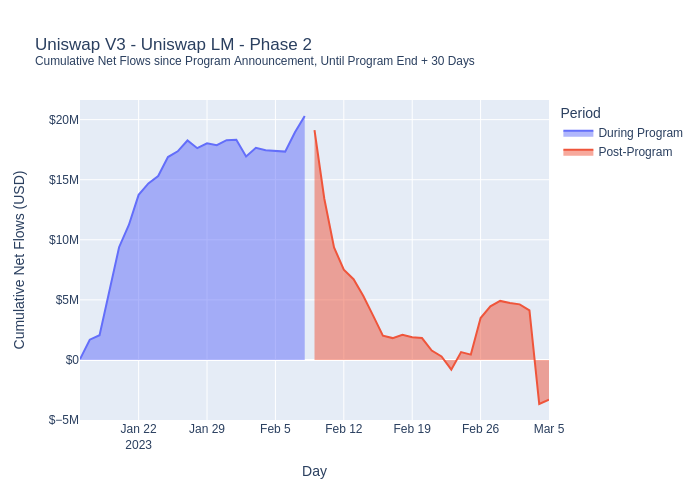 Uniswap V3 - Uniswap LM - Phase 2
Cumulative Net Flows since Program Announcement, Until Program End + 30 Days
Period
During Program
Post-Program
Cumulative Net Flows (USD)
$20M
$15M
$10M
$5M
$0
$−5M
Jan 22
2023
Jan 29
Feb 5
Feb 12
Feb 19
Feb 26
Mar 5
Day